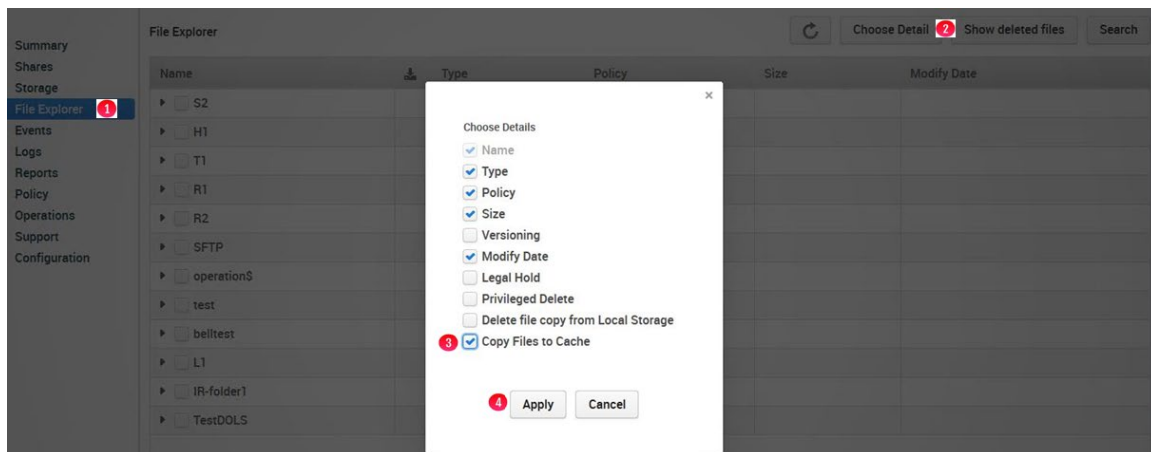 Summary
Shares
Storage
File Explorer 1
Events
Logs
Reports
Policy
Operations
Support
Configuration
File Explorer
Choose Detail 2 Show deleted files Search
Name Type Policy Size Modify Date
S2
H1
T1
R1
R2
SFTP
operation$
test
belltest
L1
IR-folder1
TestDOLS
×
Choose Details
Name
Type
Policy
Size
Versioning
Modify Date
Legal Hold
Privileged Delete
Delete file copy from Local Storage
3 Copy Files to Cache
4 Apply Cancel